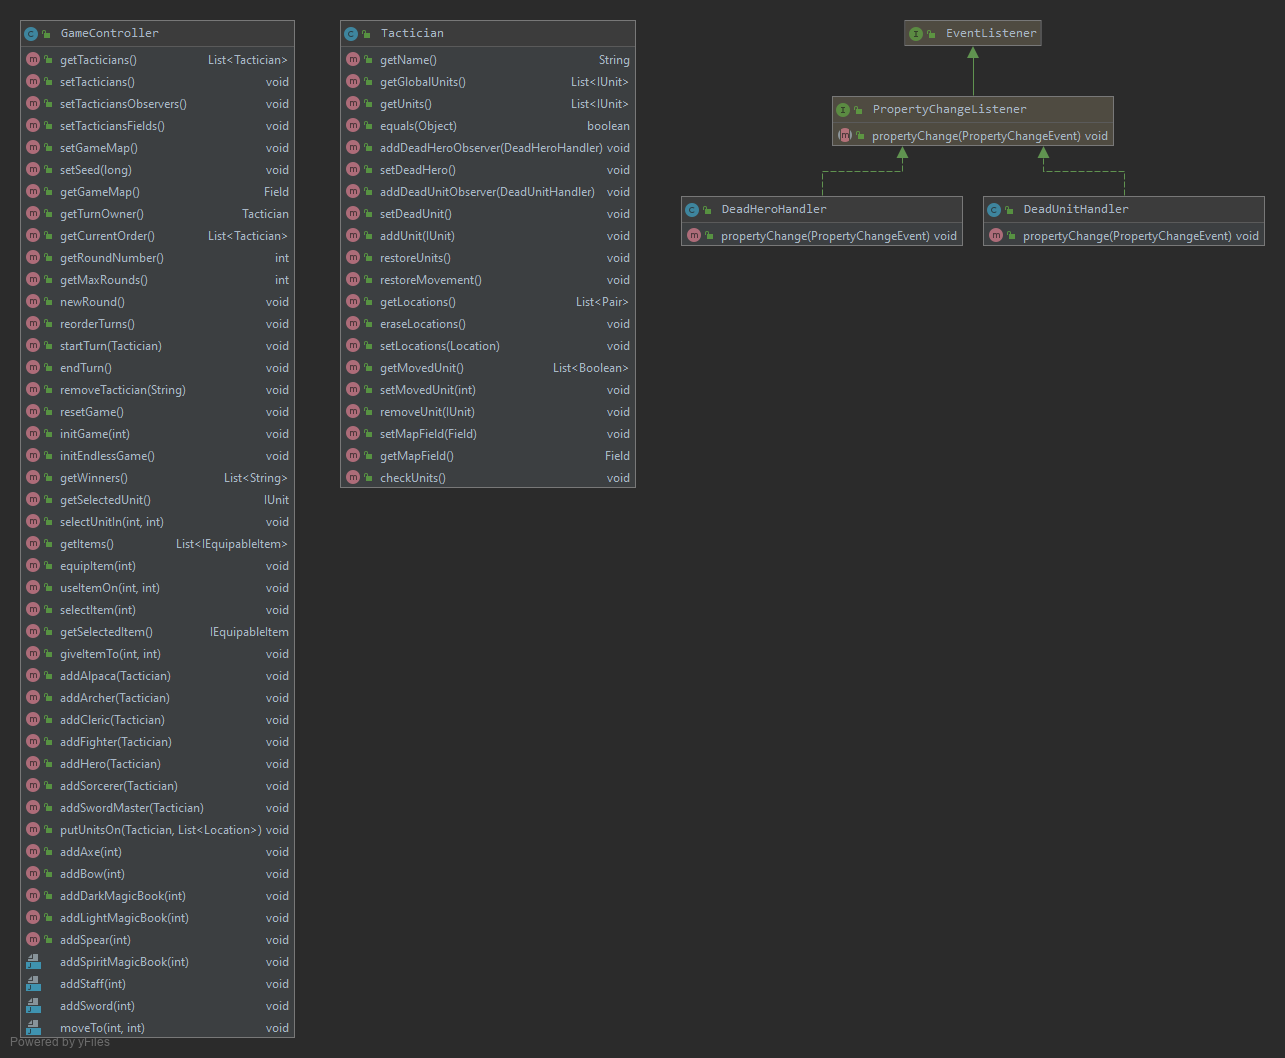 GameController
getTacticians() List<Tactician>
setTacticians() void
setTacticiansObservers() void
setTacticiansFields() void
setGameMap() void
setSeed(long) void
getGameMap() Field
getTurnOwner() Tactician
getCurrentOrder() List<Tactician>
getRoundNumber() int
getMaxRounds() int
newRound() void
reorderTurns() void
startTurn(Tactician) void
endTurn() void
removeTactician(String) void
resetGame() void
initGame(int) void
initEndlessGame() void
getWinners() List<String>
getSelectedUnit() IUnit
selectUnitIn(int, int) void
getItems() List<IEquipableItem>
equipItem(int) void
useItemOn(int, int) void
selectItem(int) void
getSelectedItem() IEquipableItem
giveItemTo(int, int) void
addAlpaca(Tactician) void
addArcher(Tactician) void
addCleric(Tactician) void
addFighter(Tactician) void
addHero(Tactician) void
addSorcerer(Tactician) void
addSwordMaster(Tactician) void
putUnitsOn(Tactician, List<Location>) void
addAxe(int) void
addBow(int) void
addDarkMagicBook(int) void
addLightMagicBook(int) void
addSpear(int) void
addSpiritMagicBook(int) void
addStaff(int) void
addSword(int) void
moveTo(int, int) void
Powered by yFiles
Tactician
getName() String
getGlobalUnits() List<IUnit>
getUnits() List<IUnit>
equals(Object) boolean
addDeadHeroObserver(DeadHeroHandler) void
setDeadHero() void
addDeadUnitObserver(DeadUnitHandler) void
setDeadUnit() void
addUnit(IUnit) void
restoreUnits() void
restoreMovement() void
getLocations() List<Pair>
eraseLocations() void
setLocations(Location) void
getMovedUnit() List<Boolean>
setMovedUnit(int) void
removeUnit(IUnit) void
setMapField(Field) void
getMapField() Field
checkUnits() void
EventListener
PropertyChangeListener
propertyChange(PropertyChangeEvent) void
DeadHeroHandler
propertyChange(PropertyChangeEvent) void
DeadUnitHandler
propertyChange(PropertyChangeEvent) void